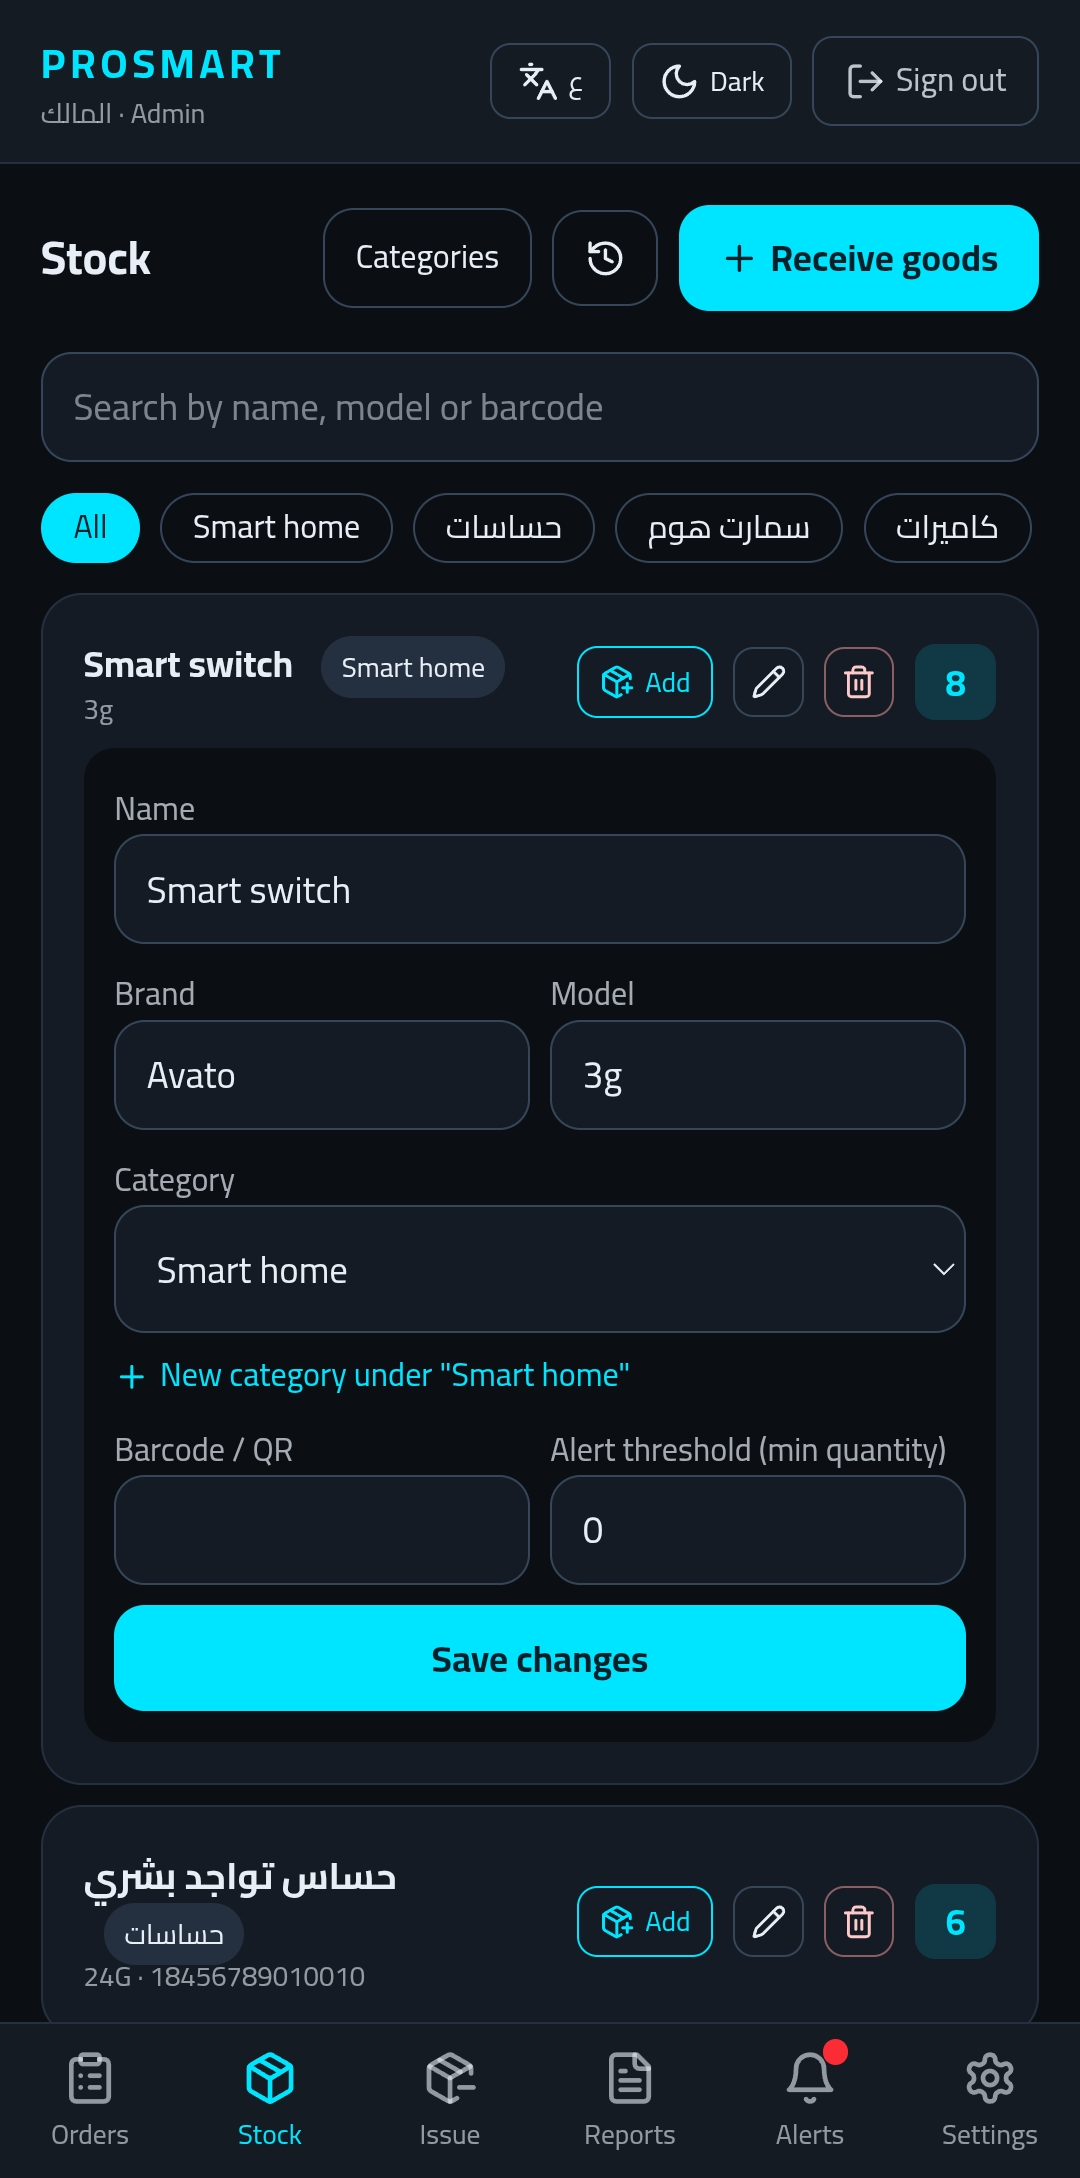 PROSMART
المالك · Admin
ع
Dark
Sign out
Stock
Categories
Receive goods
Search by name, model or barcode
All
Smart home
حساسات
سمارت هوم
كاميرات
Smart switch
Smart home
3g
Add
8
Name
Smart switch
Brand
Model
Avato
3g
Category
Smart home
+ New category under "Smart home"
Barcode / QR
Alert threshold (min quantity)
0
Save changes
حساس تواجد بشري
حساسات
24G · 18456789010010
Add
6
Orders
Stock
Issue
Reports
Alerts
Settings